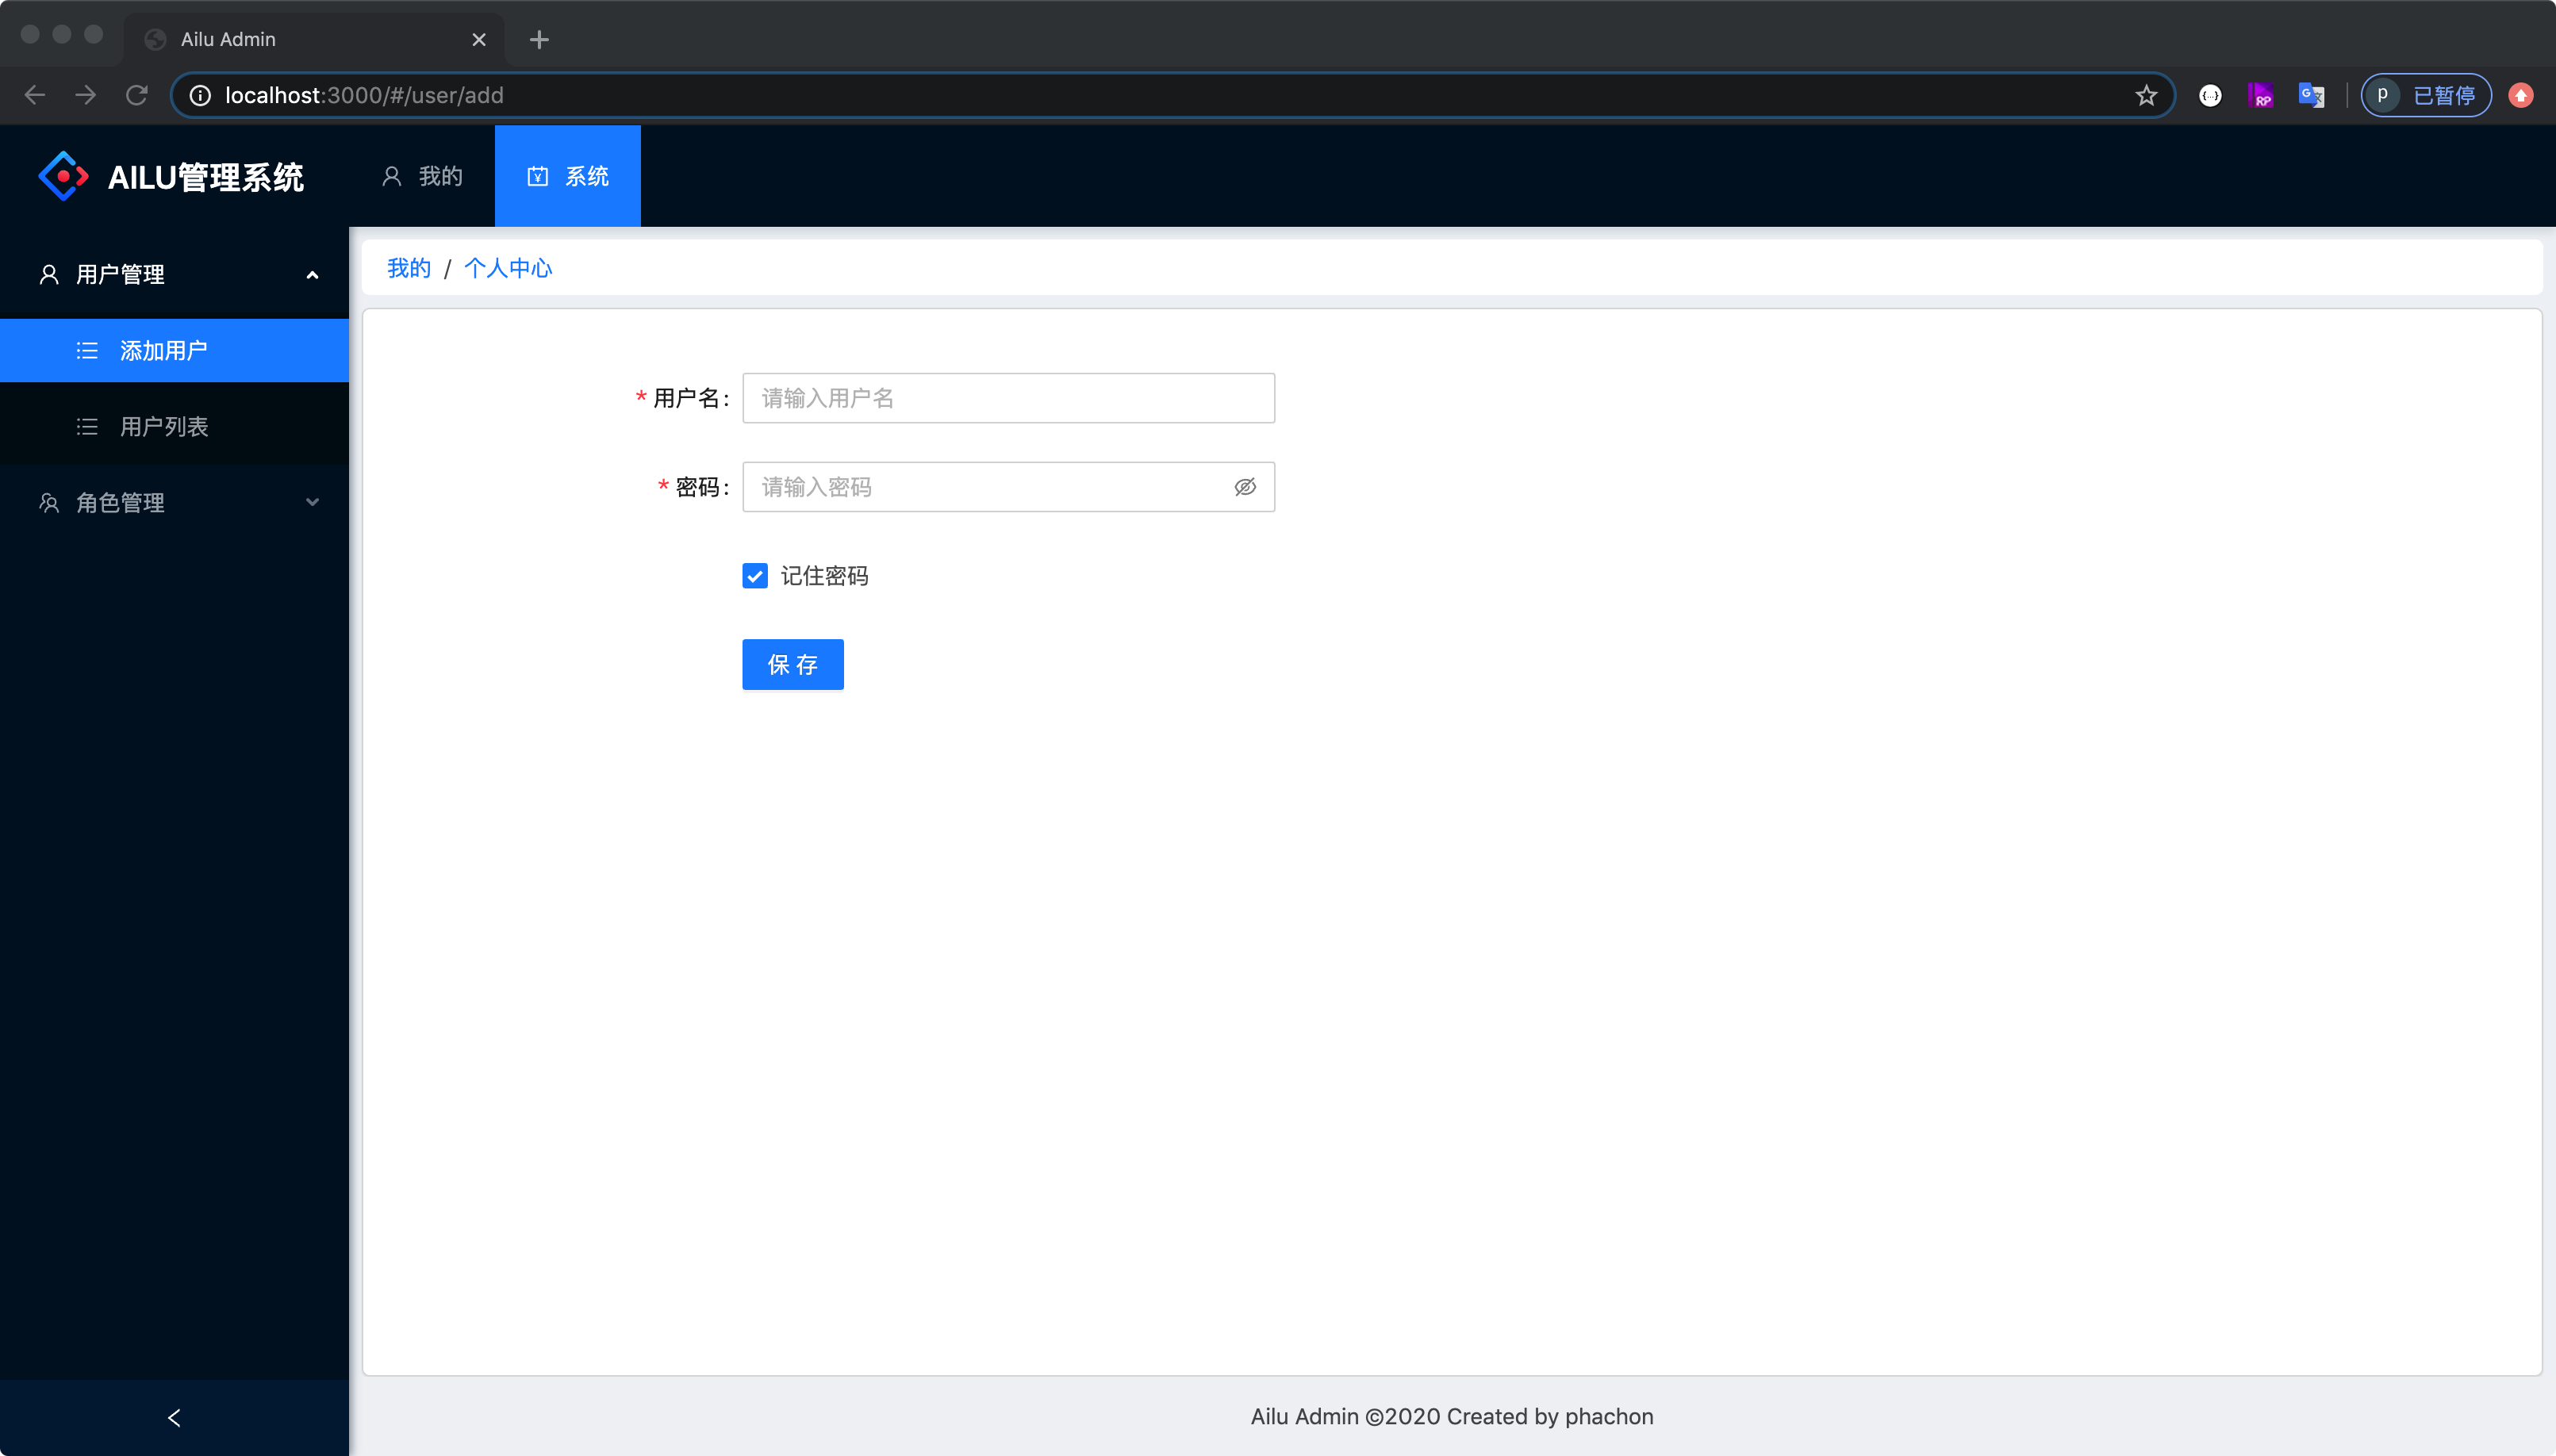 Ailu Admin
localhost:3000/#/user/add
p 已暂停
AILU管理系统
我的
系统
用户管理
添加用户
用户列表
角色管理
我的 / 个人中心
* 用户名:
请输入用户名
* 密码:
请输入密码
记住密码
保 存
Ailu Admin ©2020 Created by phachon